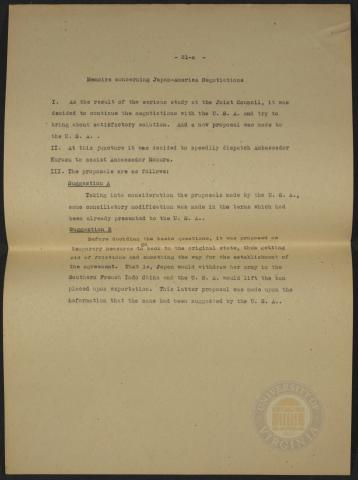 - 21-a -
Memoirs concerning Japan-America Negotiations
I. As the result of the serious study at the Joint Council, it was
decided to continue the negotiations with the U. S. A. and try to
bring about satisfactory solution. And a new proposal was made to
the U. S. A. .
II. At this juncture it was decided to speedily dispatch Ambassador
Kurusu to assist Ambassador Nomura.
III. The proposals are as follows:
Suggestion A
Taking into consideration the proposals made by the U. S. A.,
some conciliatory modification was made in the terms which had
been already presented to the U. S. A..
Suggestion B
Before deciding the basic questions, it was proposed as
temporary measures to go back to the original state, thus getting
rid of frictions and smoothing the way for the establishment of
the agreement. That is, Japan would withdraw her army in the
Southern French Indo China and the U. S. A. would lift the ban
placed upon exportation. This latter proposal was made upon the
information that the same had been suggested by the U. S. A..
UNIVERSITY OF
VIRGINIA